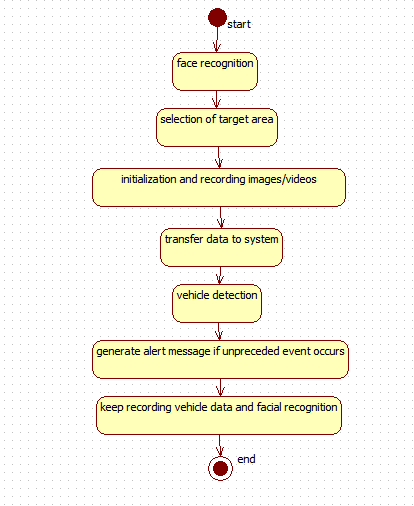 start
face recognition
selection of target area
initialization and recording images/videos
transfer data to system
vehicle detection
generate alert message if unpreceded event occurs
keep recording vehicle data and facial recognition
end